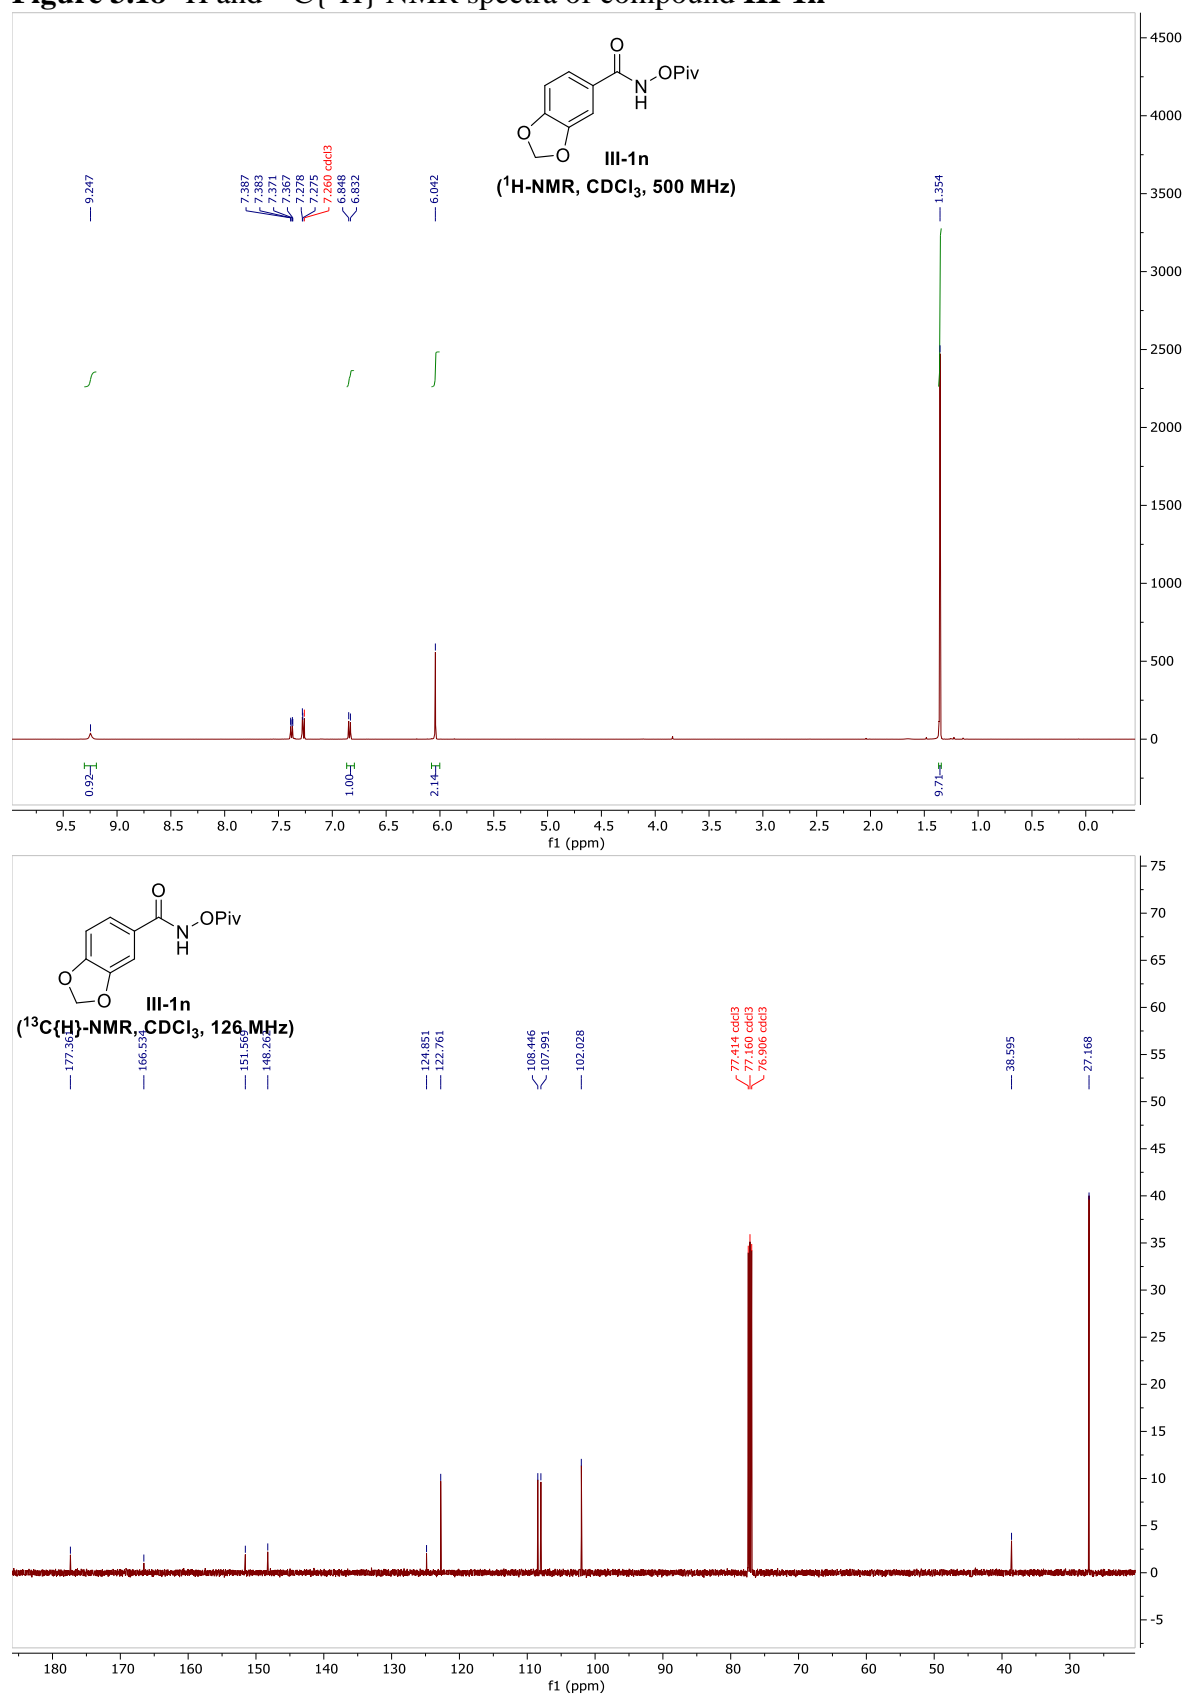 Figure 3.18 ¹H and ¹³C{¹H} NMR spectra of compound III-1n
O
N
H
OPiv
O
O
III-1n
(¹H-NMR, CDCl₃, 500 MHz)
9.247
7.387
7.383
7.371
7.367
7.278
7.275
7.260 cdcl3
6.848
6.832
6.042
1.354
4500
4000
3500
3000
2500
2000
1500
1000
500
0
0.92
1.00
2.14
9.71
9.5 9.0 8.5 8.0 7.5 7.0 6.5 6.0 5.5 5.0 4.5 4.0 3.5 3.0 2.5 2.0 1.5 1.0 0.5 0.0
f1 (ppm)
O
N
H
OPiv
O
O
III-1n
(¹³C{H}-NMR, CDCl₃, 126 MHz)
177.361
166.534
151.569
148.262
124.851
122.761
108.446
107.991
102.028
77.414 cdcl3
77.160 cdcl3
76.906 cdcl3
38.595
27.168
75
70
65
60
55
50
45
40
35
30
25
20
15
10
5
0
-5
180 170 160 150 140 130 120 110 100 90 80 70 60 50 40 30
f1 (ppm)